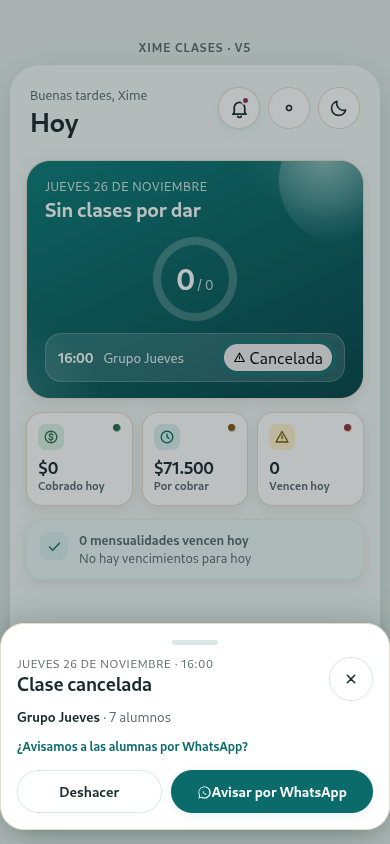 XIME CLASES · V5
Buenas tardes, Xime
Hoy
JUEVES 26 DE NOVIEMBRE
Sin clases por dar
0 / 0
16:00 Grupo Jueves Cancelada
$0
Cobrado hoy
$71.500
Por cobrar
0
Vencen hoy
0 mensualidades vencen hoy
No hay vencimientos para hoy
JUEVES 26 DE NOVIEMBRE · 16:00
Clase cancelada
Grupo Jueves · 7 alumnos
¿Avisamos a las alumnas por WhatsApp?
Deshacer
Avisar por WhatsApp